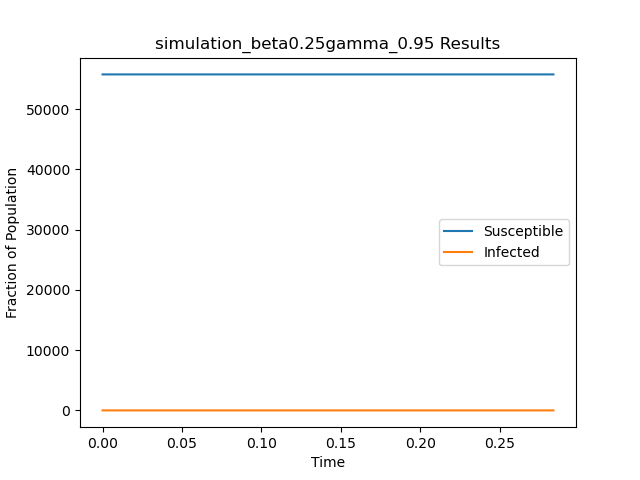 simulation_beta0.25gamma_0.95 Results
Fraction of Population
50000
40000
30000
20000
10000
0
Susceptible
Infected
0.00 0.05 0.10 0.15 0.20 0.25
Time